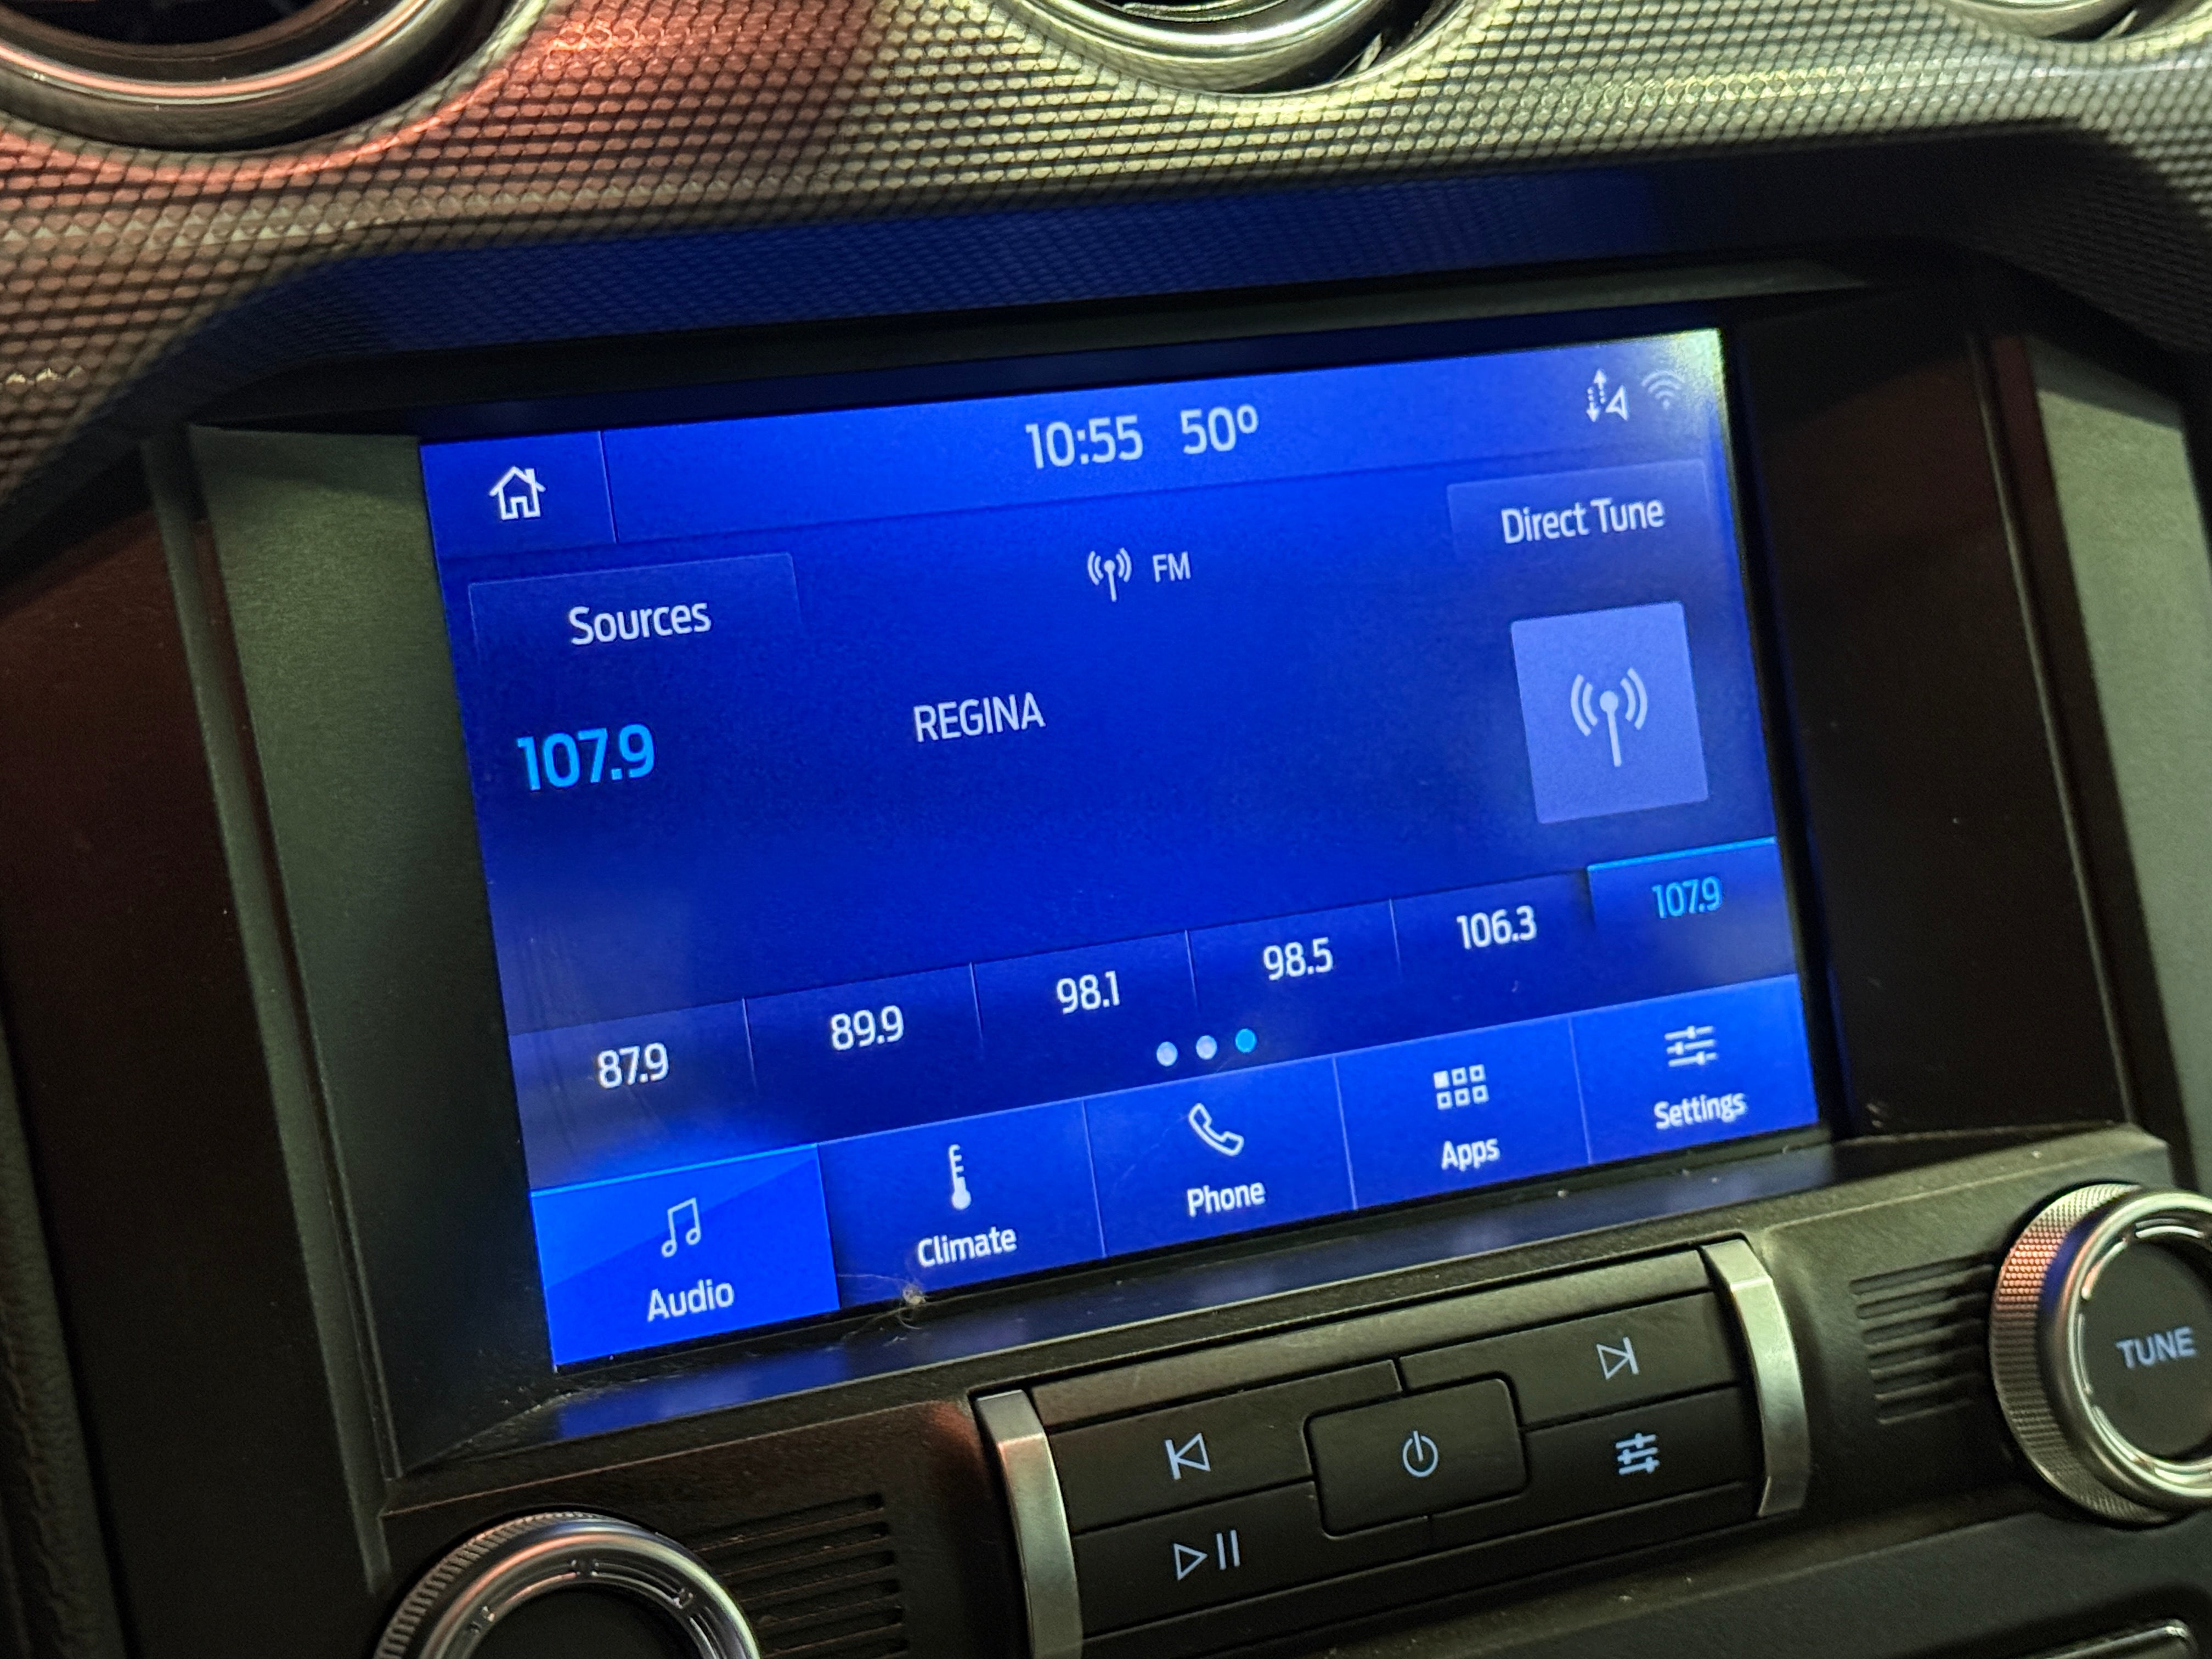 10:55 50°
Direct Tune
FM
Sources
REGINA
107.9
87.9 89.9 98.1 98.5 106.3 107.9
Audio Climate Phone Apps Settings
TUNE